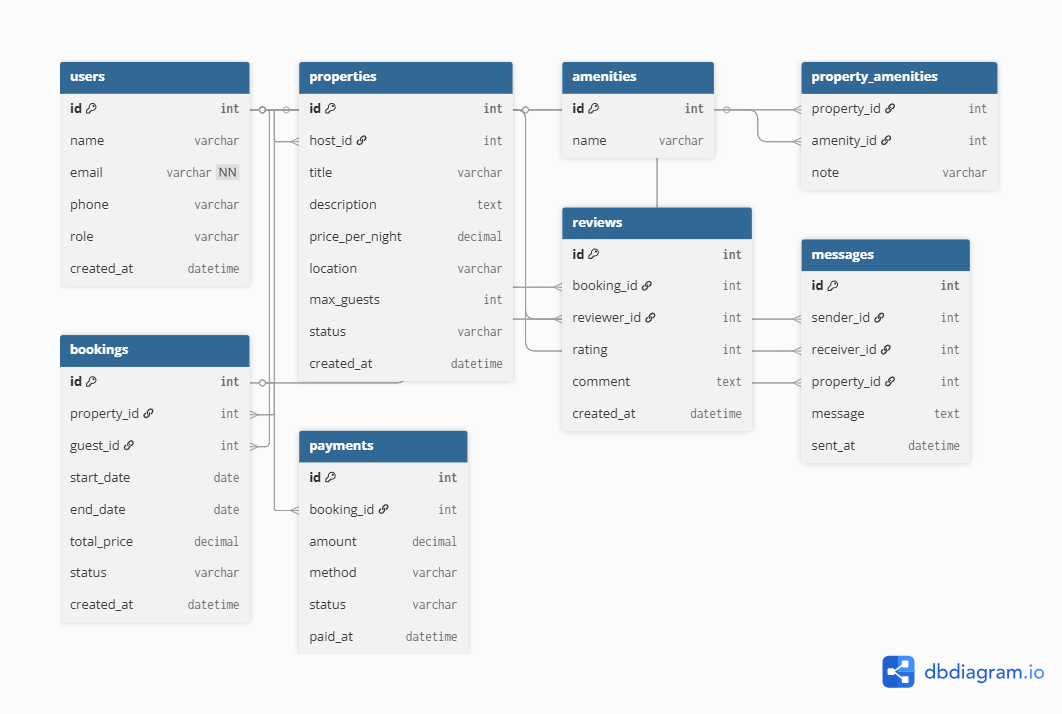 users
id int
name varchar
email varchar NN
phone varchar
role varchar
created_at datetime
properties
id int
host_id int
title varchar
description text
price_per_night decimal
location varchar
max_guests int
status varchar
created_at datetime
amenities
id int
name varchar
property_amenities
property_id int
amenity_id int
note varchar
reviews
id int
booking_id int
reviewer_id int
rating int
comment text
created_at datetime
messages
id int
sender_id int
receiver_id int
property_id int
message text
sent_at datetime
bookings
id int
property_id int
guest_id int
start_date date
end_date date
total_price decimal
status varchar
created_at datetime
payments
id int
booking_id int
amount decimal
method varchar
status varchar
paid_at datetime
dbdiagram.io